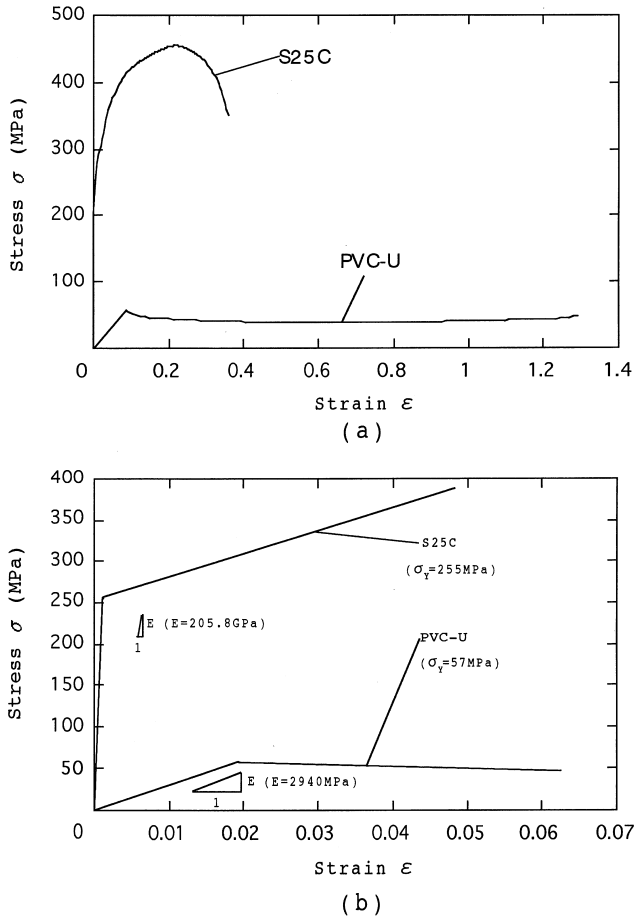 500
400
300
200
100
0
Stress σ (MPa)
S25C
PVC-U
0.2
0.4
0.6
0.8
1
1.2
1.4
Strain ε
(a)
400
350
300
250
200
150
100
50
0
Stress σ (MPa)
S25C
(σY=255MPa)
E (E=205.8GPa)
1
PVC-U
(σY=57MPa)
E (E=2940MPa)
1
0.01
0.02
0.03
0.04
0.05
0.06
0.07
Strain ε
(b)